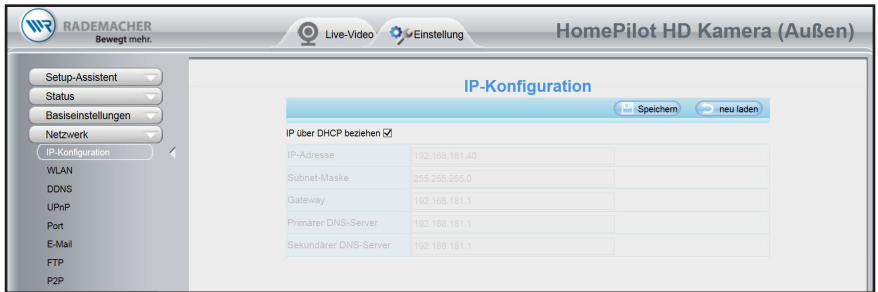 WR RADEMACHER
Bewegt mehr.
Live-Video
Einstellung
HomePilot HD Kamera (Außen)
Setup-Assistent
Status
Basiseinstellungen
Netzwerk
IP-Konfiguration
WLAN
DDNS
UPnP
Port
E-Mail
FTP
P2P
IP-Konfiguration
Speichern
neu laden
IP über DHCP beziehen
IP-Adresse 192.168.181.40
Subnet-Maske 255.255.255.0
Gateway 192.168.181.1
Primärer DNS-Server 192.168.181.1
Sekundärer DNS-Server 192.168.181.1